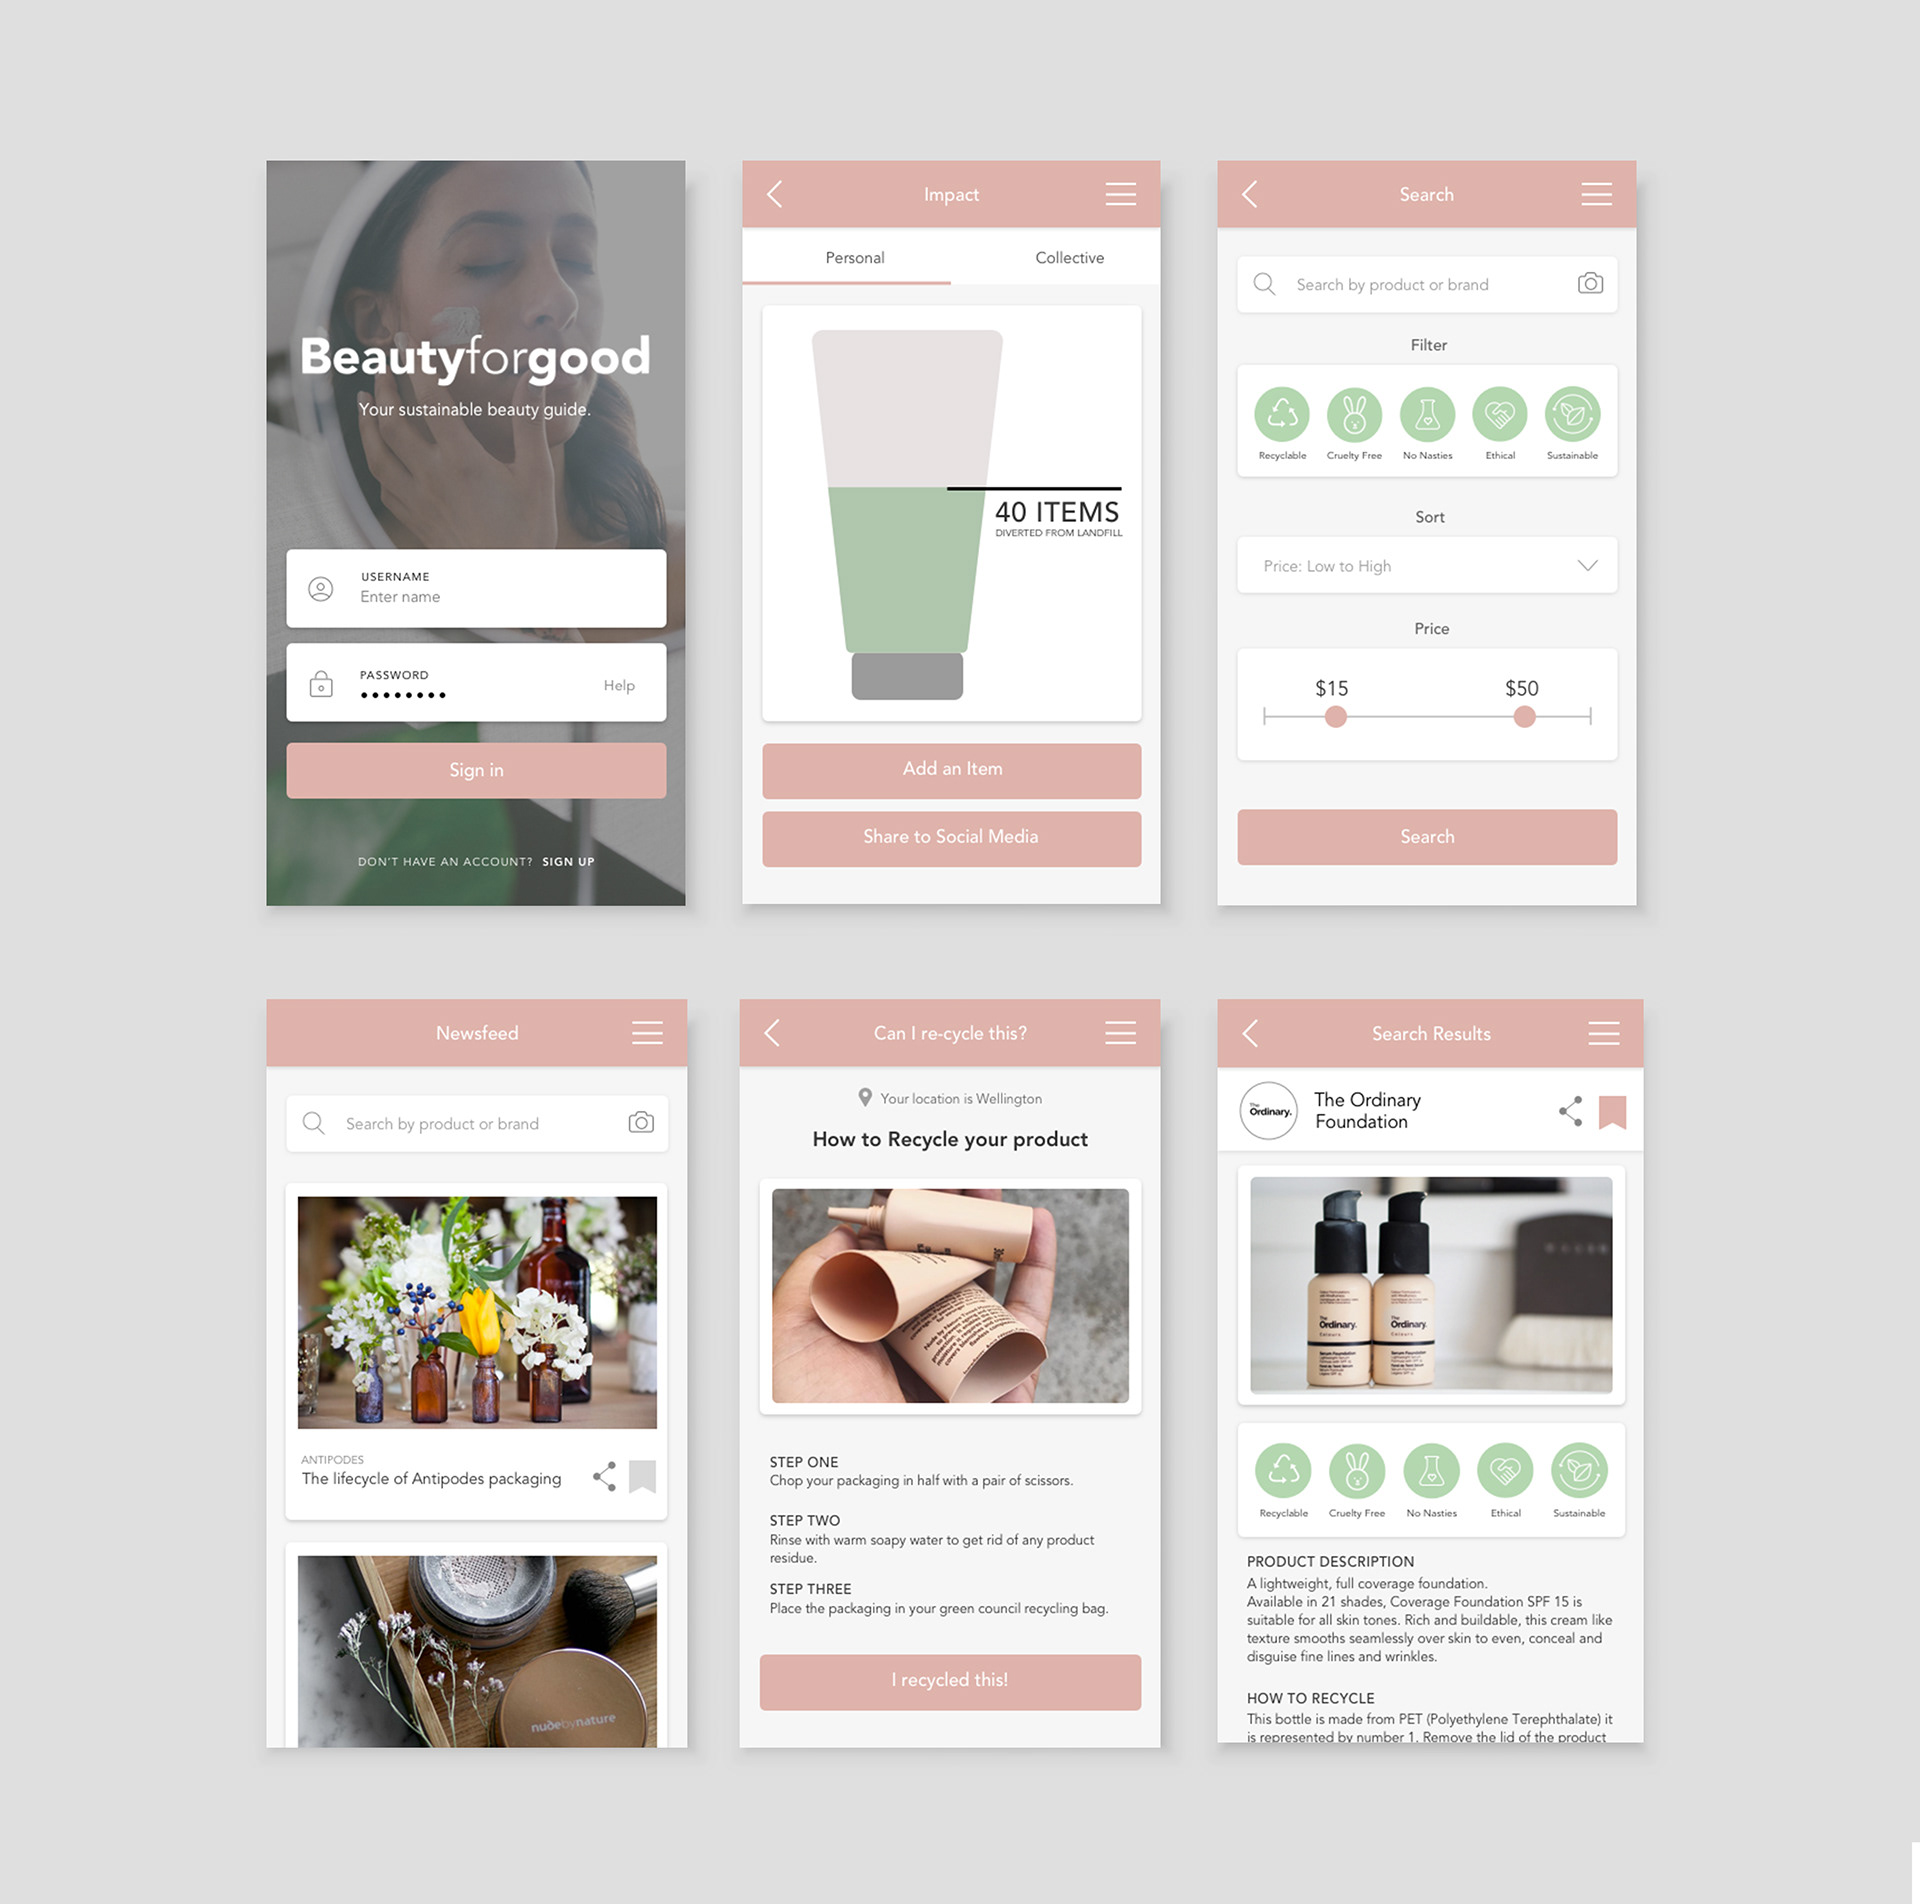 Beautyforgood
Your sustainable beauty guide.
USERNAME
Enter name
PASSWORD
Help
Sign in
DON'T HAVE AN ACCOUNT? SIGN UP
Impact
Personal
Collective
40 ITEMS
DIVERTED FROM LANDFILL
Add an Item
Share to Social Media
Search
Search by product or brand
Filter
Recyclable
Cruelty Free
No Nasties
Ethical
Sustainable
Sort
Price: Low to High
Price
$15
$50
Search
Newsfeed
Search by product or brand
ANTIPODES
The lifecycle of Antipodes packaging
nudebynature
Can I re-cycle this?
Your location is Wellington
How to Recycle your product
STEP ONE
Chop your packaging in half with a pair of scissors.
STEP TWO
Rinse with warm soapy water to get rid of any product
residue.
STEP THREE
Place the packaging in your green council recycling bag.
I recycled this!
Search Results
The
Ordinary.
The Ordinary
Foundation
The
Ordinary.
Colours
Serum Foundation
The
Ordinary.
Colours
Serum Foundation
Recyclable
Cruelty Free
No Nasties
Ethical
Sustainable
PRODUCT DESCRIPTION
A lightweight, full coverage foundation.
Available in 21 shades, Coverage Foundation SPF 15 is
suitable for all skin tones. Rich and buildable, this cream like
texture smooths seamlessly over skin to even, conceal and
disguise fine lines and wrinkles.
HOW TO RECYCLE
This bottle is made from PET (Polyethylene Terephthalate) it
is represented by number 1. Remove the lid of the product